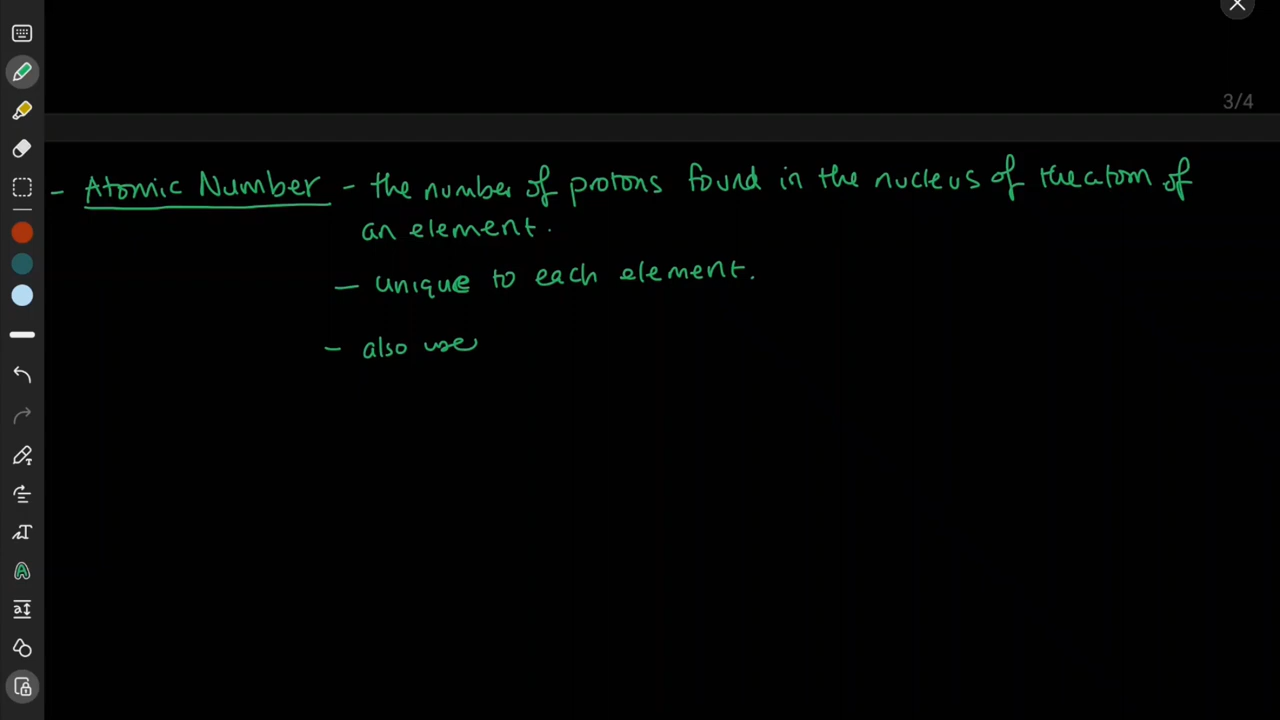 3/4
- Atomic Number - the number of protons found in the nucleus of the atom of
an element.
- unique to each element.
- also use